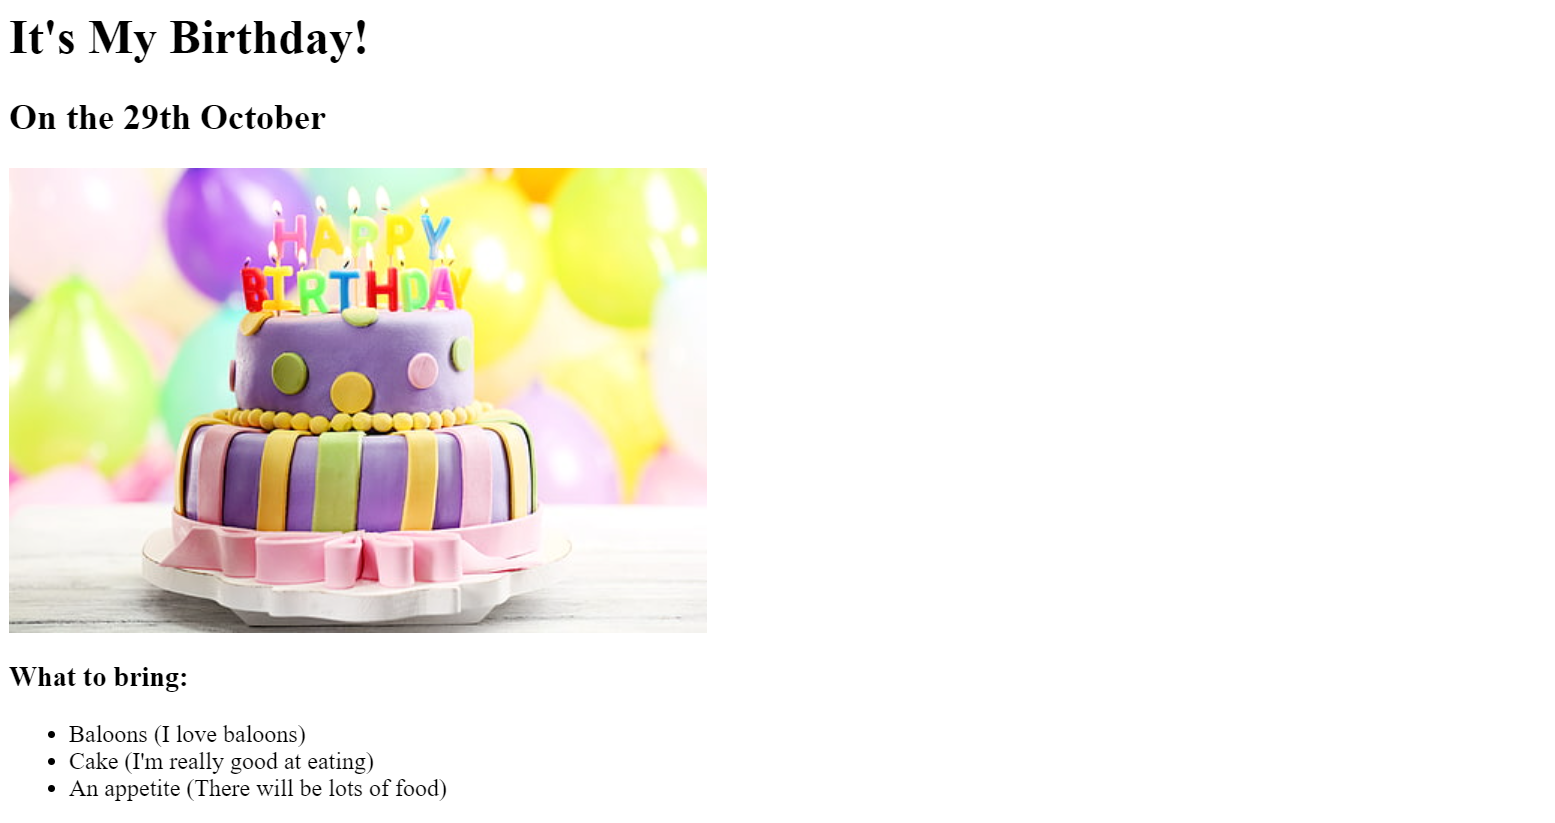 It's My Birthday!
On the 29th October
HAPPY
BIRTHDAY
What to bring:
Baloons (I love baloons)
Cake (I'm really good at eating)
An appetite (There will be lots of food)